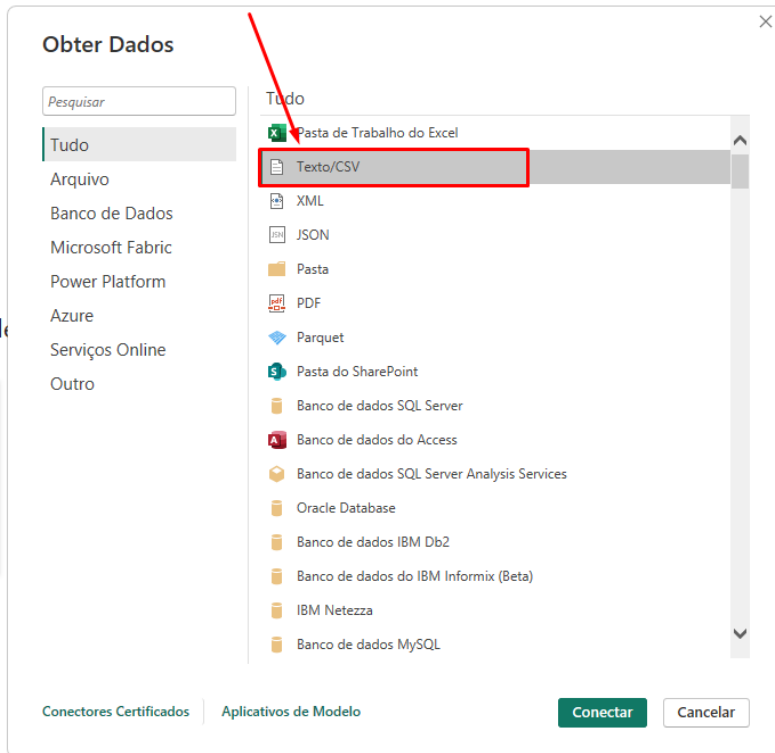 Obter Dados
Pesquisar
Tudo
Arquivo
Banco de Dados
Microsoft Fabric
Power Platform
Azure
Serviços Online
Outro
Tudo
Pasta de Trabalho do Excel
Texto/CSV
XML
JSON
Pasta
PDF
Parquet
Pasta do SharePoint
Banco de dados SQL Server
Banco de dados do Access
Banco de dados SQL Server Analysis Services
Oracle Database
Banco de dados IBM Db2
Banco de dados do IBM Informix (Beta)
IBM Netezza
Banco de dados MySQL
Conectores Certificados
Aplicativos de Modelo
Conectar
Cancelar